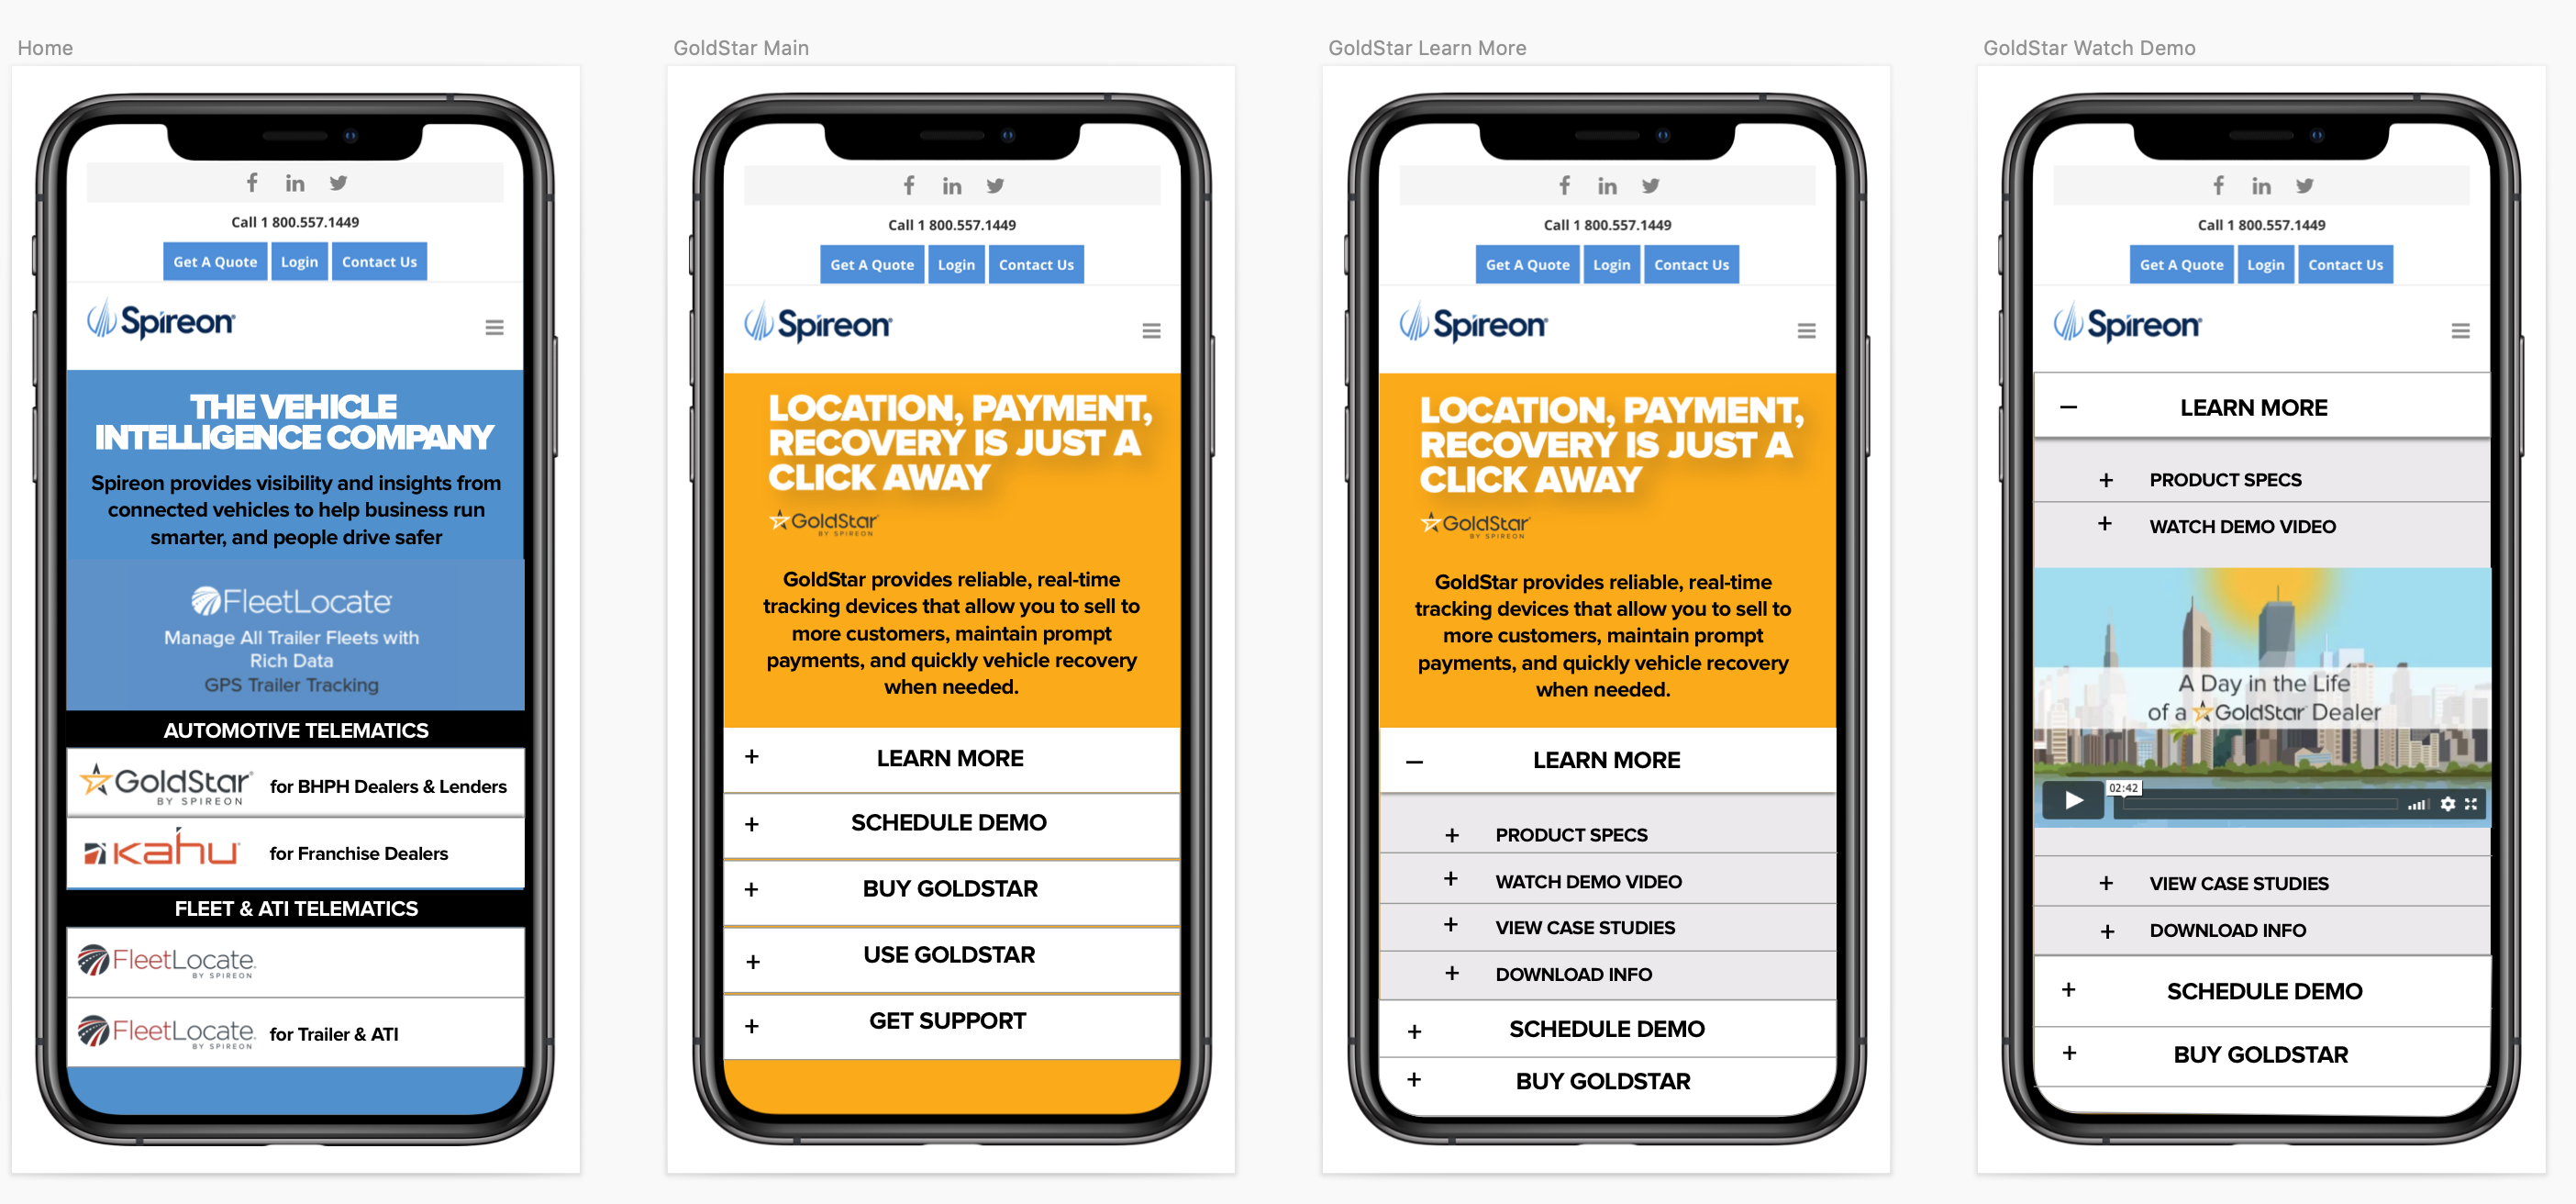 Home
Call 1 800.557.1449
Get A Quote
Login
Contact Us
Spireon
THE VEHICLE
INTELLIGENCE COMPANY
Spireon provides visibility and insights from
connected vehicles to help business run
smarter, and people drive safer
FleetLocate
Manage All Trailer Fleets with
Rich Data
GPS Trailer Tracking
AUTOMOTIVE TELEMATICS
GoldStar
BY SPIREON
for BHPH Dealers & Lenders
kahu
for Franchise Dealers
FLEET & ATI TELEMATICS
FleetLocate
BY SPIREON
FleetLocate
BY SPIREON
for Trailer & ATI
GoldStar Main
Call 1 800.557.1449
Get A Quote
Login
Contact Us
Spireon
LOCATION, PAYMENT,
RECOVERY IS JUST A
CLICK AWAY
GoldStar
BY SPIREON
GoldStar provides reliable, real-time
tracking devices that allow you to sell to
more customers, maintain prompt
payments, and quickly vehicle recovery
when needed.
+ LEARN MORE
+ SCHEDULE DEMO
+ BUY GOLDSTAR
+ USE GOLDSTAR
+ GET SUPPORT
GoldStar Learn More
Call 1 800.557.1449
Get A Quote
Login
Contact Us
Spireon
LOCATION, PAYMENT,
RECOVERY IS JUST A
CLICK AWAY
GoldStar
BY SPIREON
GoldStar provides reliable, real-time
tracking devices that allow you to sell to
more customers, maintain prompt
payments, and quickly vehicle recovery
when needed.
– LEARN MORE
+ PRODUCT SPECS
+ WATCH DEMO VIDEO
+ VIEW CASE STUDIES
+ DOWNLOAD INFO
+ SCHEDULE DEMO
+ BUY GOLDSTAR
GoldStar Watch Demo
Call 1 800.557.1449
Get A Quote
Login
Contact Us
Spireon
– LEARN MORE
+ PRODUCT SPECS
+ WATCH DEMO VIDEO
A Day in the Life
of a GoldStar Dealer
02:42
+ VIEW CASE STUDIES
+ DOWNLOAD INFO
+ SCHEDULE DEMO
+ BUY GOLDSTAR